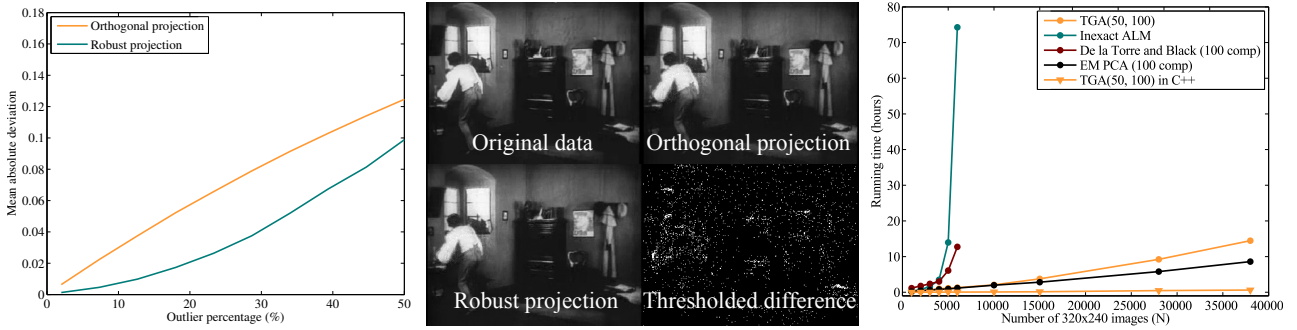 0.18
0.16
0.14
0.12
0.1
0.08
0.06
0.04
0.02
0
Mean absolute deviation
Orthogonal projection
Robust projection
0 10 20 30 40 50
Outlier percentage (%)
Original data
Orthogonal projection
Robust projection
Thresholded difference
80
70
60
50
40
30
20
10
0
Running time (hours)
TGA(50, 100)
Inexact ALM
De la Torre and Black (100 comp)
EM PCA (100 comp)
TGA(50, 100) in C++
0 5000 10000 15000 20000 25000 30000 35000 40000
Number of 320x240 images (N)